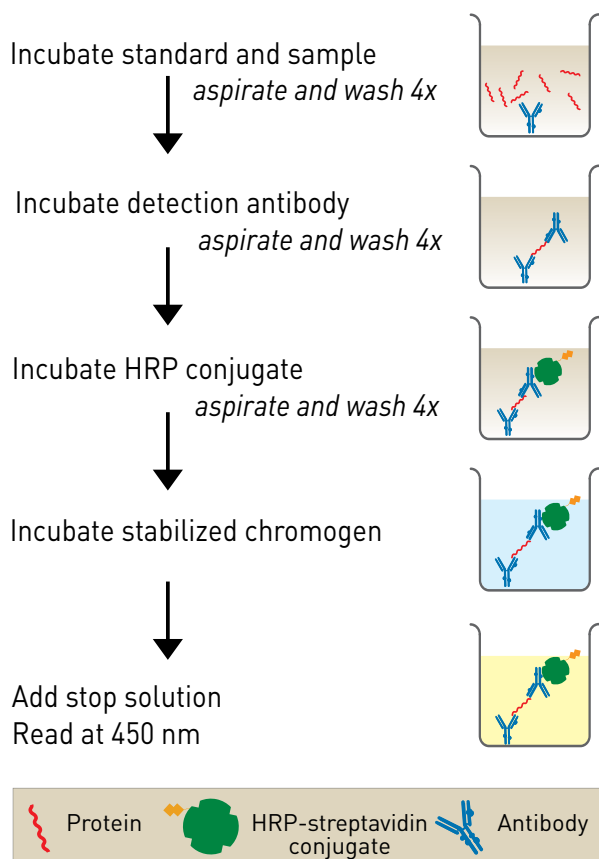 Incubate standard and sample
aspirate and wash 4x
Incubate detection antibody
aspirate and wash 4x
Incubate HRP conjugate
aspirate and wash 4x
Incubate stabilized chromogen
Add stop solution
Read at 450 nm
Protein
HRP-streptavidin
conjugate
Antibody